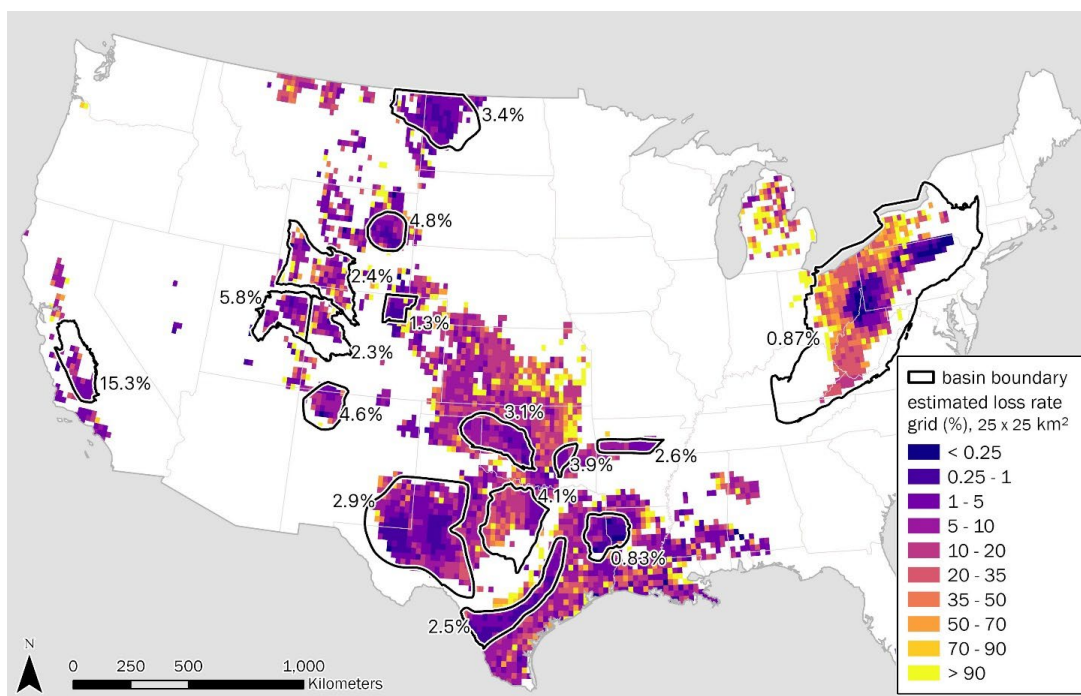 3.4%
4.8%
2.4%
5.8%
1.3%
0.87%
2.3%
15.3%
4.6%
3.1%
2.6%
3.9%
2.9%
4.1%
0.83%
2.5%
basin boundary
estimated loss rate
grid (%), 25 x 25 km²
< 0.25
0.25 - 1
1 - 5
5 - 10
10 - 20
20 - 35
35 - 50
50 - 70
70 - 90
> 90
N
0 250 500 1,000
Kilometers